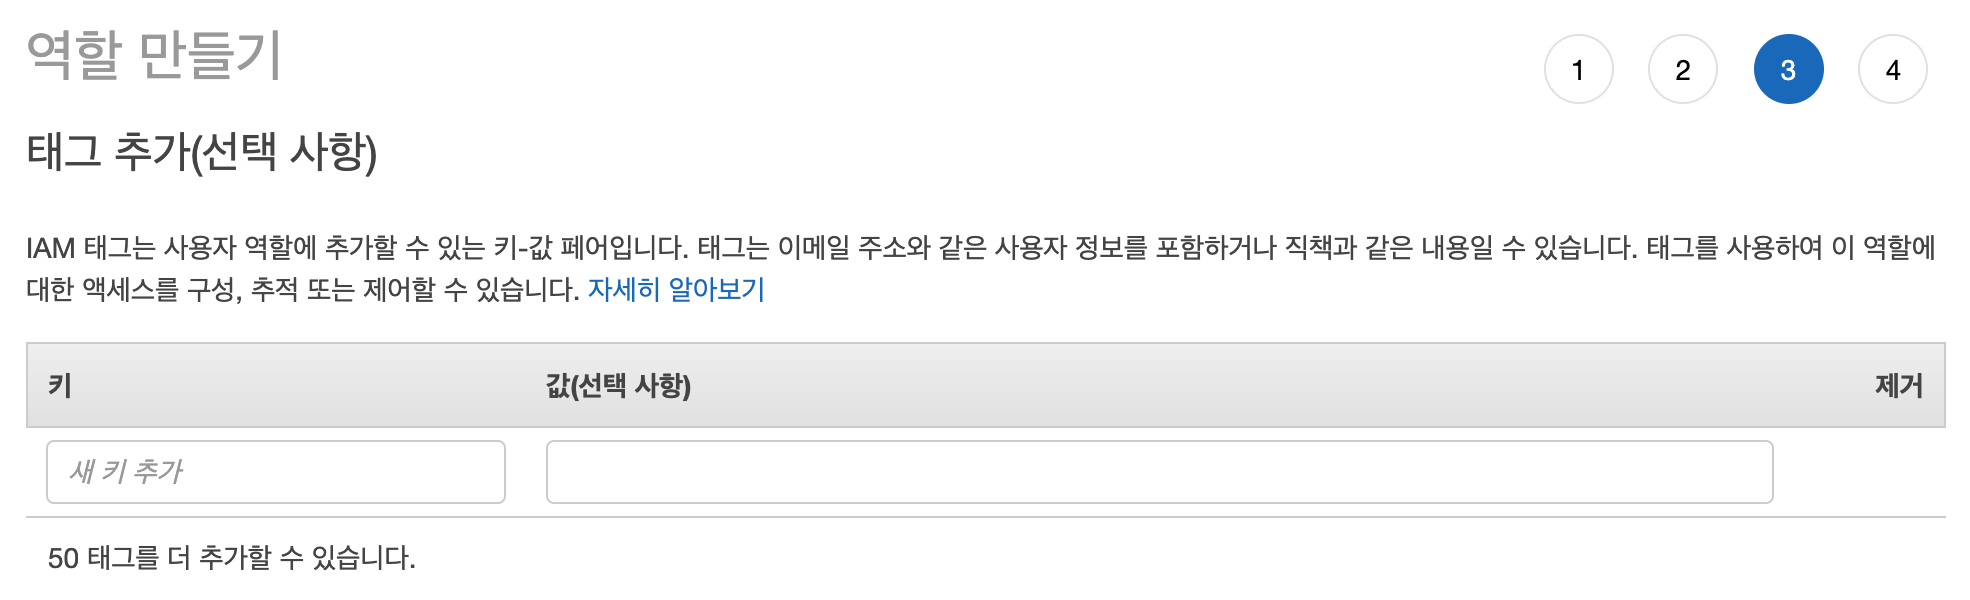 역할 만들기
1 2 3 4
태그 추가(선택 사항)
IAM 태그는 사용자 역할에 추가할 수 있는 키-값 페어입니다. 태그는 이메일 주소와 같은 사용자 정보를 포함하거나 직책과 같은 내용일 수 있습니다. 태그를 사용하여 이 역할에
대한 액세스를 구성, 추적 또는 제어할 수 있습니다. 자세히 알아보기
키 값(선택 사항) 제거
새 키 추가
50 태그를 더 추가할 수 있습니다.